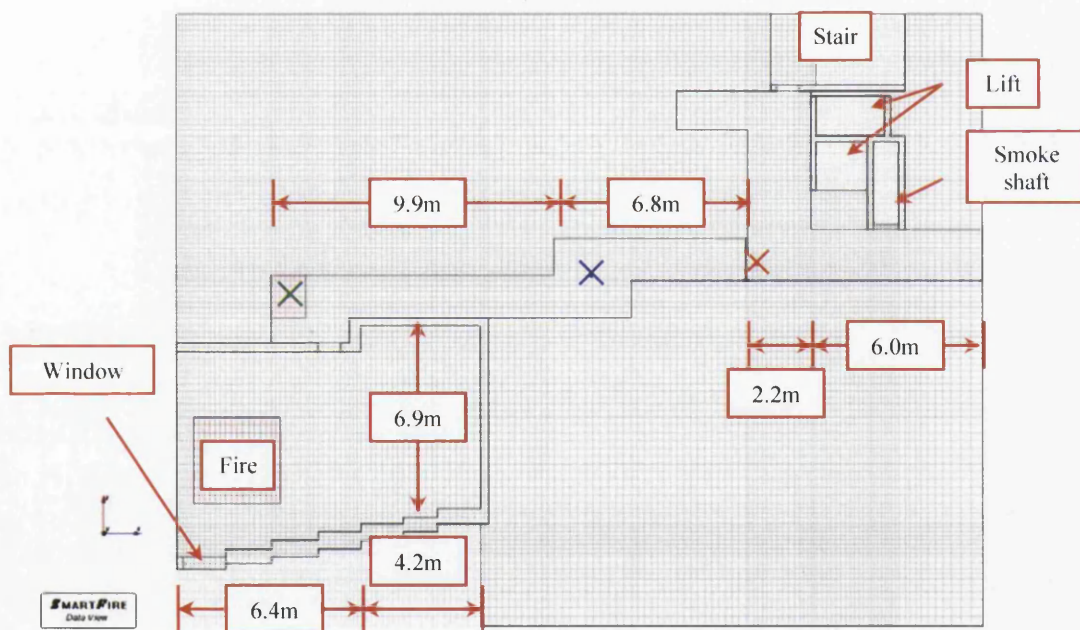 Stair
Lift
Smoke
shaft
9.9m
6.8m
Window
6.0m
2.2m
6.9m
Fire
4.2m
6.4m
SMARTFIRE
Data View